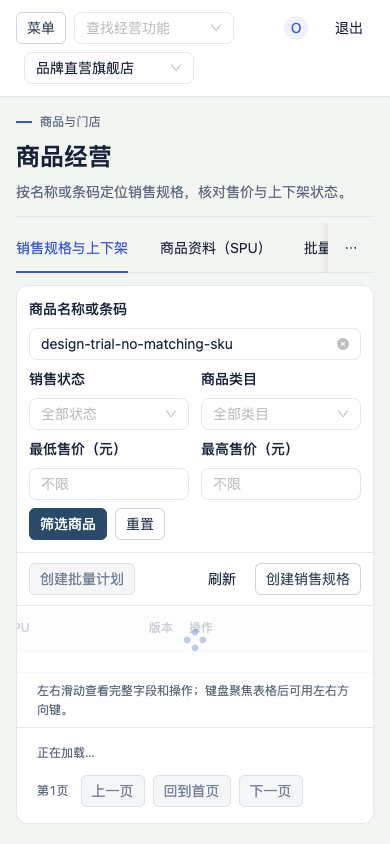 菜单
查找经营功能
O
退出
品牌直营旗舰店
商品与门店
商品经营
按名称或条码定位销售规格，核对售价与上下架状态。
销售规格与上下架
商品资料（SPU）
批量
···
商品名称或条码
design-trial-no-matching-sku
销售状态
商品类目
全部状态
全部类目
最低售价（元）
最高售价（元）
不限
不限
筛选商品
重置
创建批量计划
刷新
创建销售规格
PU
版本
操作
左右滑动查看完整字段和操作；键盘聚焦表格后可用左右方
向键。
正在加载…
第1页
上一页
回到首页
下一页